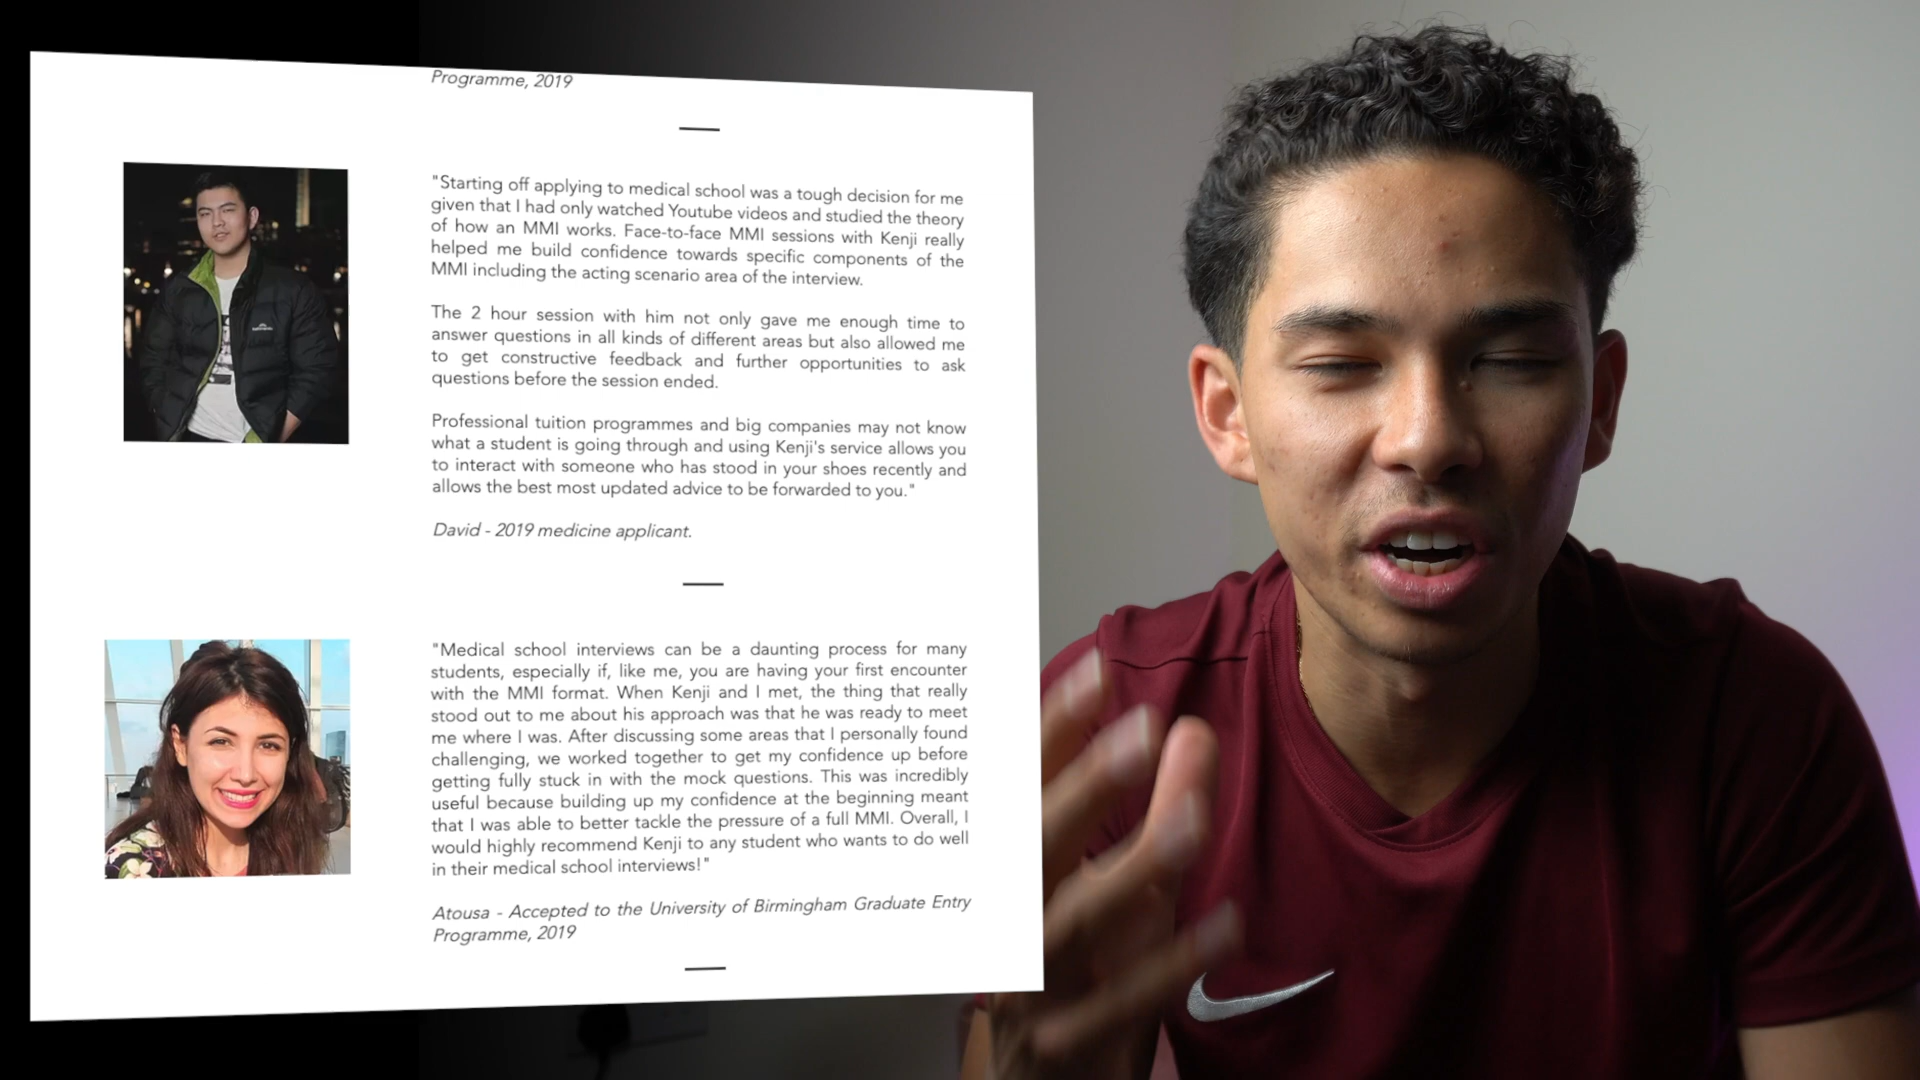 Programme, 2019
"Starting off applying to medical school was a tough decision for me
given that I had only watched Youtube videos and studied the theory
of how an MMI works. Face-to-face MMI sessions with Kenji really
helped me build confidence towards specific components of the
MMI including the acting scenario area of the interview.
The 2 hour session with him not only gave me enough time to
answer questions in all kinds of different areas but also allowed me
to get constructive feedback and further opportunities to ask
questions before the session ended.
Professional tuition programmes and big companies may not know
what a student is going through and using Kenji's service allows you
to interact with someone who has stood in your shoes recently and
allows the best most updated advice to be forwarded to you."
David - 2019 medicine applicant.
"Medical school interviews can be a daunting process for many
students, especially if, like me, you are having your first encounter
with the MMI format. When Kenji and I met, the thing that really
stood out to me about his approach was that he was ready to meet
me where I was. After discussing some areas that I personally found
challenging, we worked together to get my confidence up before
getting fully stuck in with the mock questions. This was incredibly
useful because building up my confidence at the beginning meant
that I was able to better tackle the pressure of a full MMI. Overall, I
would highly recommend Kenji to any student who wants to do well
in their medical school interviews!"
Atousa - Accepted to the University of Birmingham Graduate Entry
Programme, 2019